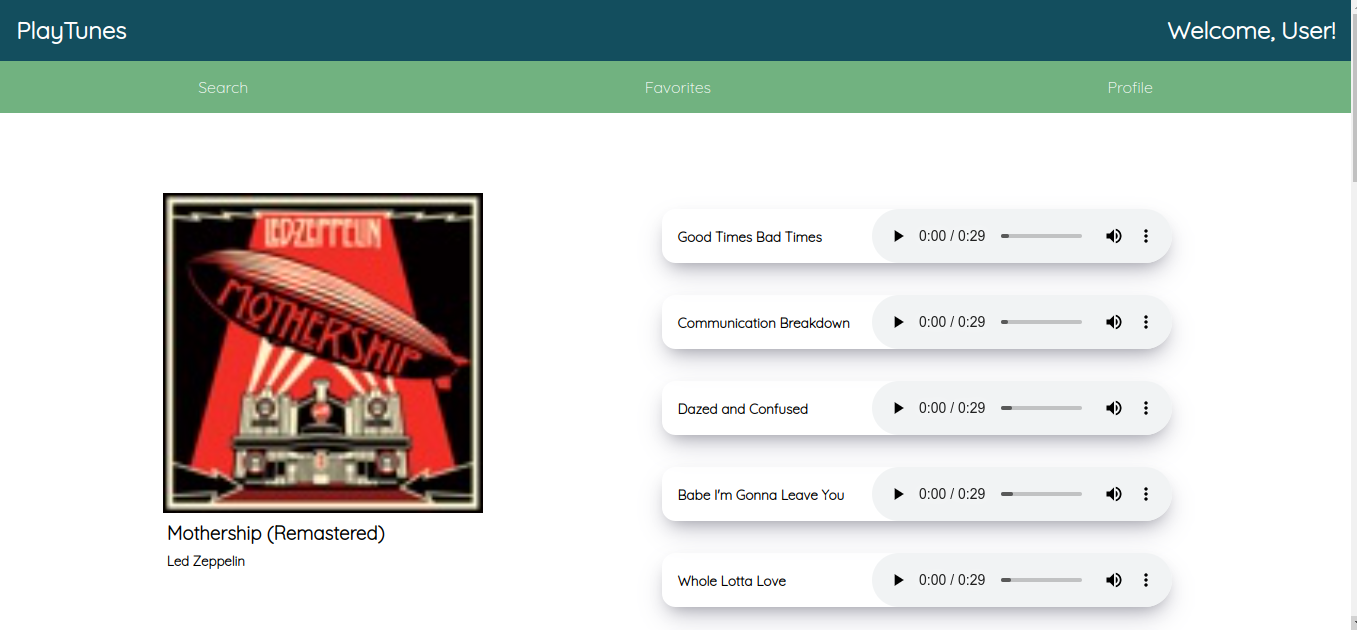 PlayTunes
Welcome, User!
Search
Favorites
Profile
LED ZEPPELIN
MOTHERSHIP
Mothership (Remastered)
Led Zeppelin
Good Times Bad Times
0:00 / 0:29
Communication Breakdown
0:00 / 0:29
Dazed and Confused
0:00 / 0:29
Babe I'm Gonna Leave You
0:00 / 0:29
Whole Lotta Love
0:00 / 0:29